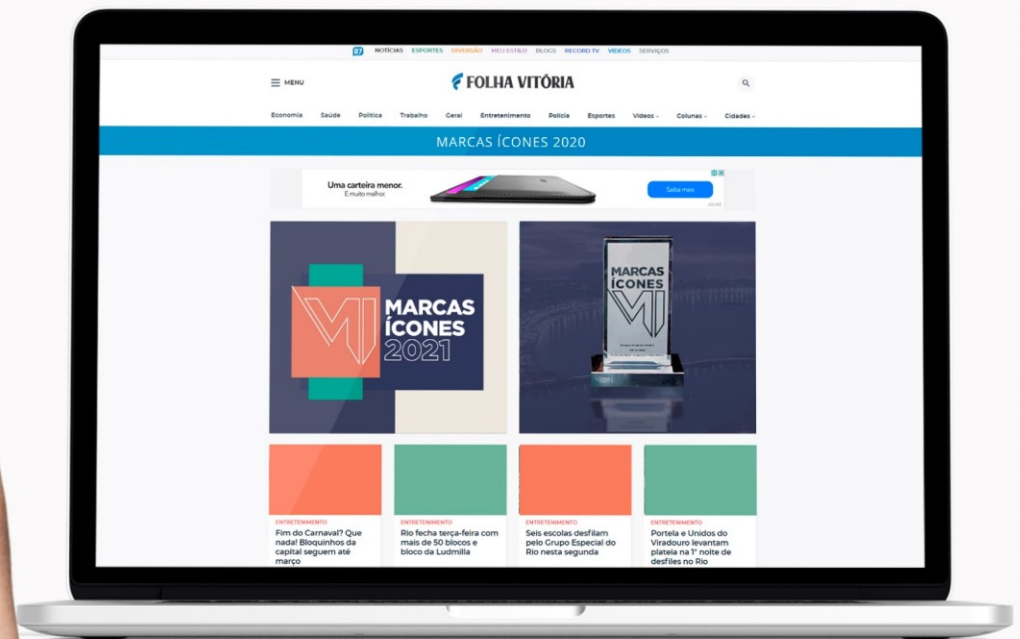 R7 NOTÍCIAS ESPORTES DIVERSÃO MEU ESTILO BLOGS RECORD TV VÍDEOS SERVIÇOS
MENU
FOLHA VITÓRIA
Economia Saúde Política Trabalho Geral Entretenimento Polícia Esportes Vídeos Colunas Cidades
MARCAS ÍCONES 2020
Uma carteira menor.
E muito melhor.
Saiba mais
MARCAS
ÍCONES
2021
MARCAS
ÍCONES
ENTRETENIMENTO
Fim do Carnaval? Que
nada! Bloquinhos da
capital seguem até
março
ENTRETENIMENTO
Rio fecha terça-feira com
mais de 50 blocos e
bloco da Ludmilla
ENTRETENIMENTO
Seis escolas desfilam
pelo Grupo Especial do
Rio nesta segunda
ENTRETENIMENTO
Portela e Unidos do
Viradouro levantam
plateia na 1° noite de
desfiles no Rio